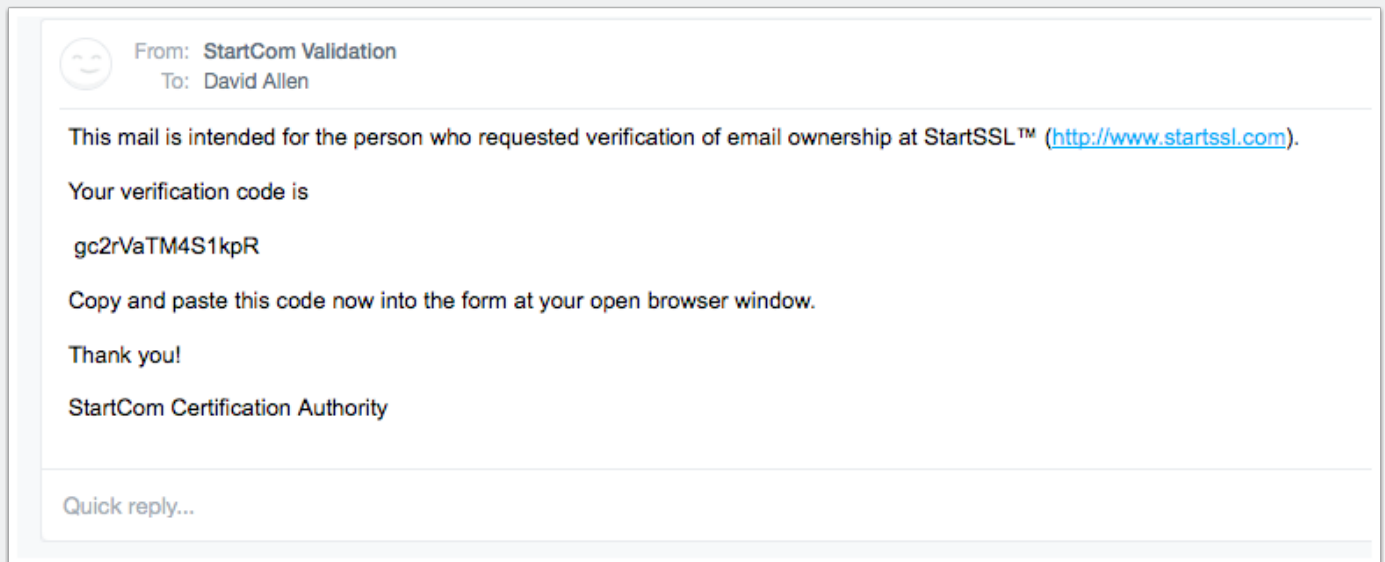 From: StartCom Validation
To: David Allen
This mail is intended for the person who requested verification of email ownership at StartSSL™ (http://www.startssl.com).
Your verification code is
gc2rVaTM4S1kpR
Copy and paste this code now into the form at your open browser window.
Thank you!
StartCom Certification Authority
Quick reply...